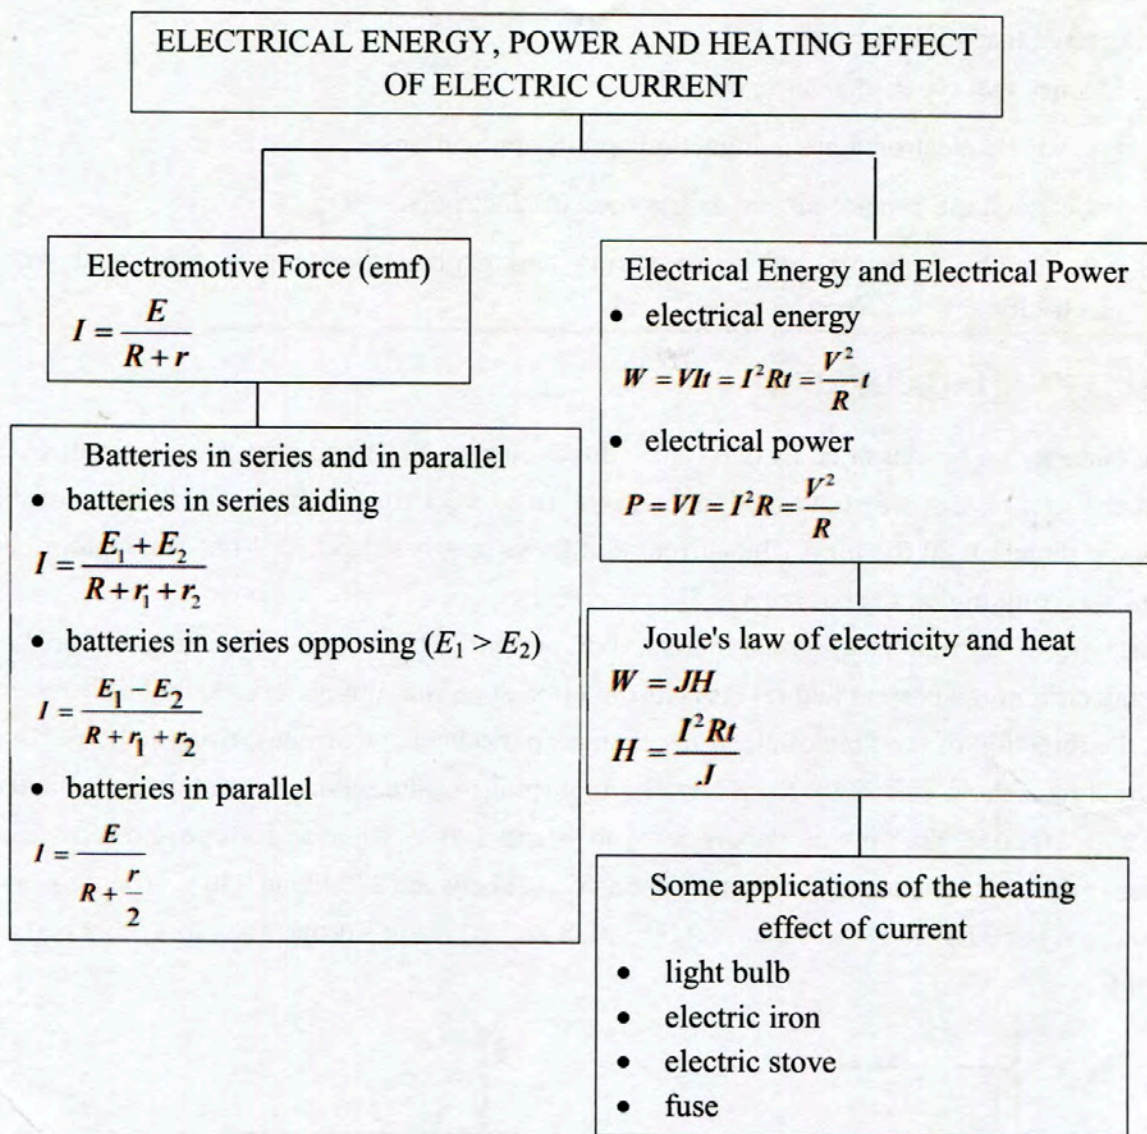 ELECTRICAL ENERGY, POWER AND HEATING EFFECT
OF ELECTRIC CURRENT
Electromotive Force (emf)
I = E / (R + r)
Batteries in series and in parallel
• batteries in series aiding
I = (E₁ + E₂) / (R + r₁ + r₂)
• batteries in series opposing (E₁ > E₂)
I = (E₁ − E₂) / (R + r₁ + r₂)
• batteries in parallel
I = E / (R + r/2)
Electrical Energy and Electrical Power
• electrical energy
W = VIt = I²Rt = V²/R t
• electrical power
P = VI = I²R = V²/R
Joule's law of electricity and heat
W = JH
H = I²Rt / J
Some applications of the heating
effect of current
• light bulb
• electric iron
• electric stove
• fuse